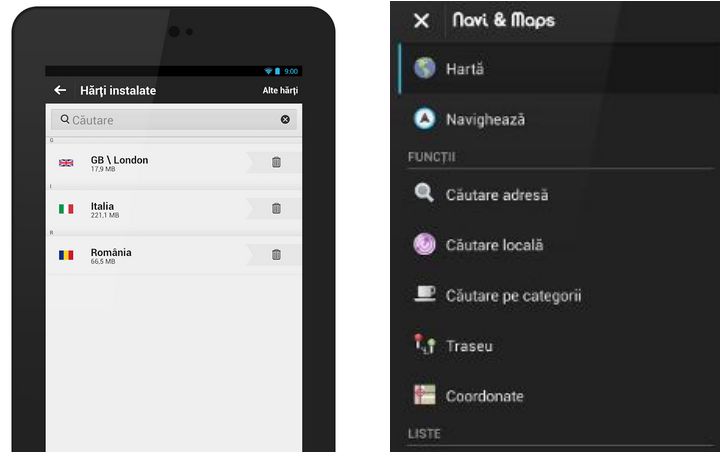 9:00
Hărți instalate
Alte hărți
Căutare
G
GB \ London
17,9 MB
I
Italia
221,1 MB
R
România
66,5 MB
Navi & Maps
Hartă
Navighează
FUNCȚII
Căutare adresă
Căutare locală
Căutare pe categorii
Traseu
Coordonate
LISTE